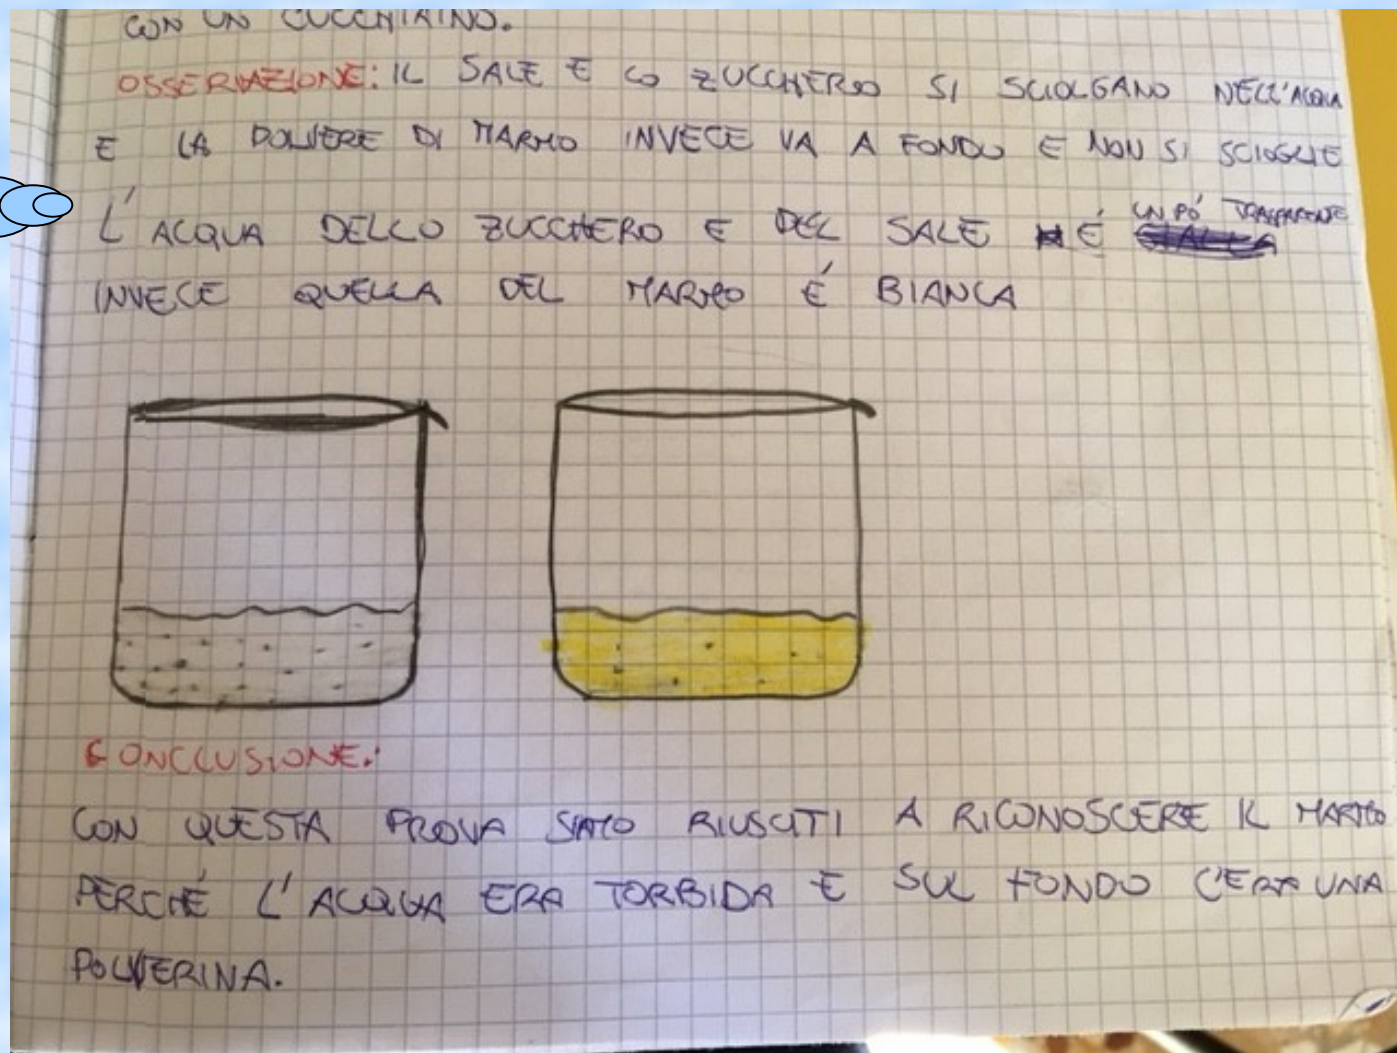 CON UN CUCCHIAINO.
OSSERVAZIONE: IL SALE E LO ZUCCHERO SI SCIOLGANO NELL'ACQUA
E LA POLVERE DI MARMO INVECE VA A FONDO E NON SI SCIOGLIE
L'ACQUA DELLO ZUCCHERO E DEL SALE É UN PÓ TRASPARENTE
INVECE QUELLA DEL MARMO É BIANCA
CONCLUSIONE:
CON QUESTA PROVA SIAMO RIUSCITI A RICONOSCERE IL MARMO
PERCHÉ L'ACQUA ERA TORBIDA E SUL FONDO C'ERA UNA
POLVERINA.